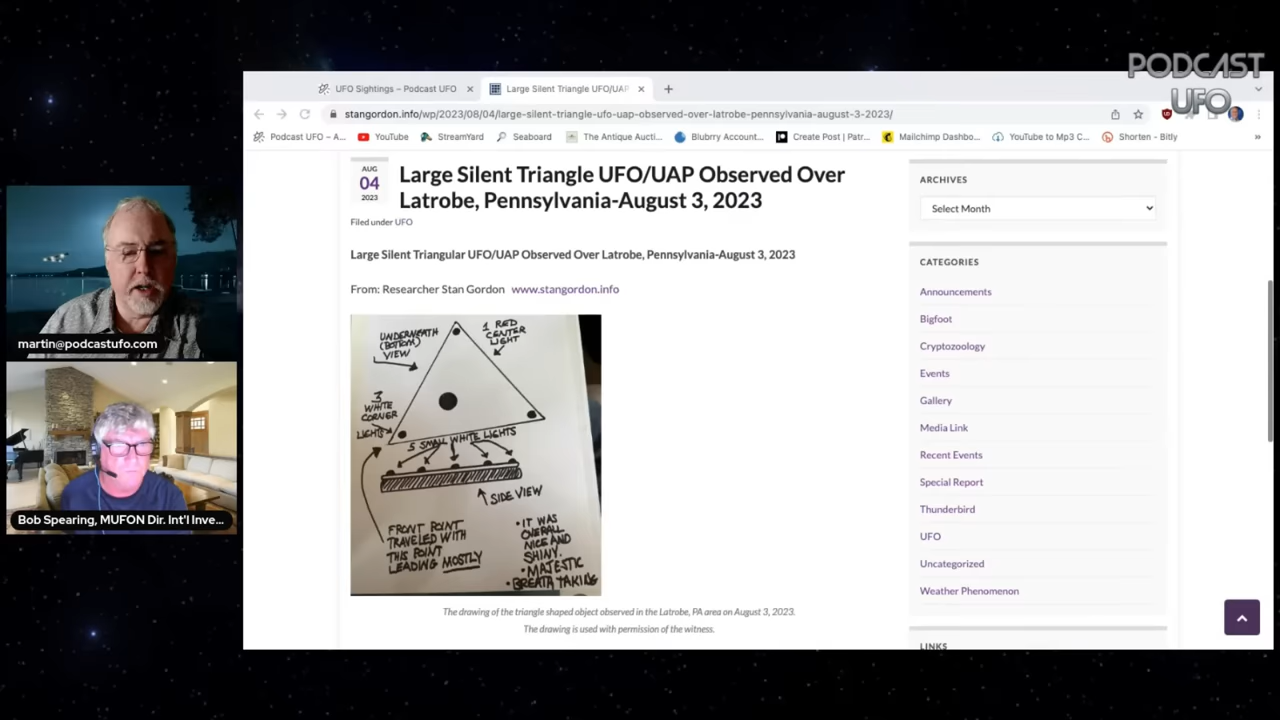 PODCAST
UFO
UFO Sightings – Podcast UFO
Large Silent Triangle UFO/UAP
stangordon.info/wp/2023/08/04/large-silent-triangle-ufo-uap-observed-over-latrobe-pennsylvania-august-3-2023/
Podcast UFO – A...
YouTube
StreamYard
Seaboard
The Antique Aucti...
Blubrry Account...
Create Post | Patr...
Mailchimp Dashbo...
YouTube to Mp3 C...
Shorten – Bitly
AUG
04
2023
Large Silent Triangle UFO/UAP Observed Over
Latrobe, Pennsylvania-August 3, 2023
Filed under UFO
Large Silent Triangular UFO/UAP Observed Over Latrobe, Pennsylvania-August 3, 2023
From: Researcher Stan Gordon www.stangordon.info
UNDERNEATH
(BOTTOM)
VIEW
1 RED
CENTER
LIGHT
3
WHITE
CORNER
LIGHTS
5 SMALL WHITE LIGHTS
SIDE VIEW
FRONT POINT
TRAVELED WITH
THIS POINT
LEADING MOSTLY
• IT WAS
OVERALL
NICE AND
SHINY.
• MAJESTIC
• BREATH TAKING
The drawing of the triangle shaped object observed in the Latrobe, PA area on August 3, 2023.
The drawing is used with permission of the witness.
ARCHIVES
Select Month
CATEGORIES
Announcements
Bigfoot
Cryptozoology
Events
Gallery
Media Link
Recent Events
Special Report
Thunderbird
UFO
Uncategorized
Weather Phenomenon
LINKS
martin@podcastufo.com
Bob Spearing, MUFON Dir. Int'l Inve...